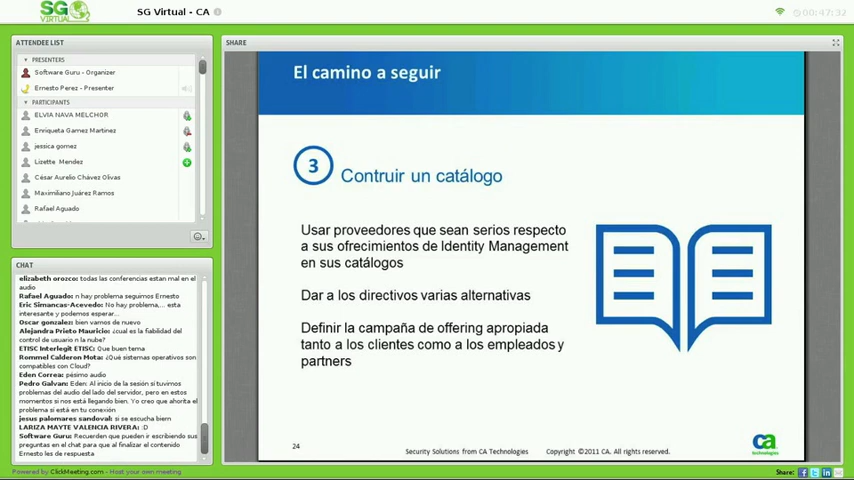 SG
VIRTUAL
SG Virtual - CA
00:47:32
ATTENDEE LIST
PRESENTERS
Software Guru - Organizer
Ernesto Perez - Presenter
PARTICIPANTS
ELVIA NAVA MELCHOR
Enriqueta Gamez Martinez
jessica gomez
Lizette Mendez
César Aurelio Chávez Olivas
Maximiliano Juárez Ramos
Rafael Aguado
CHAT
elizabeth orozco: todas las conferencias estan mal en el
audio
Rafael Aguado: n hay problema seguimos Ernesto
Eric Simancas-Acevedo: No hay problema,... esta
interesante y podemos esperar...
Oscar gonzalez: bien vamos de nuevo
Alejandra Prieto Mauricio: ¿cual es la fiabilidad del
control de usuario n la nube?
ETISC Interlegit ETISC: Que buen tema
Rommel Calderon Mota: ¿Qué sistemas operativos son
compatibles con Cloud?
Eden Correa: pésimo audio
Pedro Galvan: Eden: Al inicio de la sesión si tuvimos
problemas del audio del lado del servidor, pero en estos
momentos si nos está llegando bien. Yo creo que ahorita el
problema sí está en tu conexión
jesus palomares sandoval: si se escucha biern
LARIZA MAYTE VALENCIA RIVERA: :D
Software Guru: Recuerden que pueden ir escribiendo sus
preguntas en el chat para que al finalizar el contenido
Ernesto les de respuesta
SHARE
El camino a seguir
3
Contruir un catálogo
Usar proveedores que sean serios respecto
a sus ofrecimientos de Identity Management
en sus catálogos
Dar a los directivos varias alternativas
Definir la campaña de offering apropiada
tanto a los clientes como a los empleados y
partners
24
Security Solutions from CA Technologies
Copyright ©2011 CA. All rights reserved.
ca
technologies
Powered by ClickMeeting.com - Host your own meeting
Share: